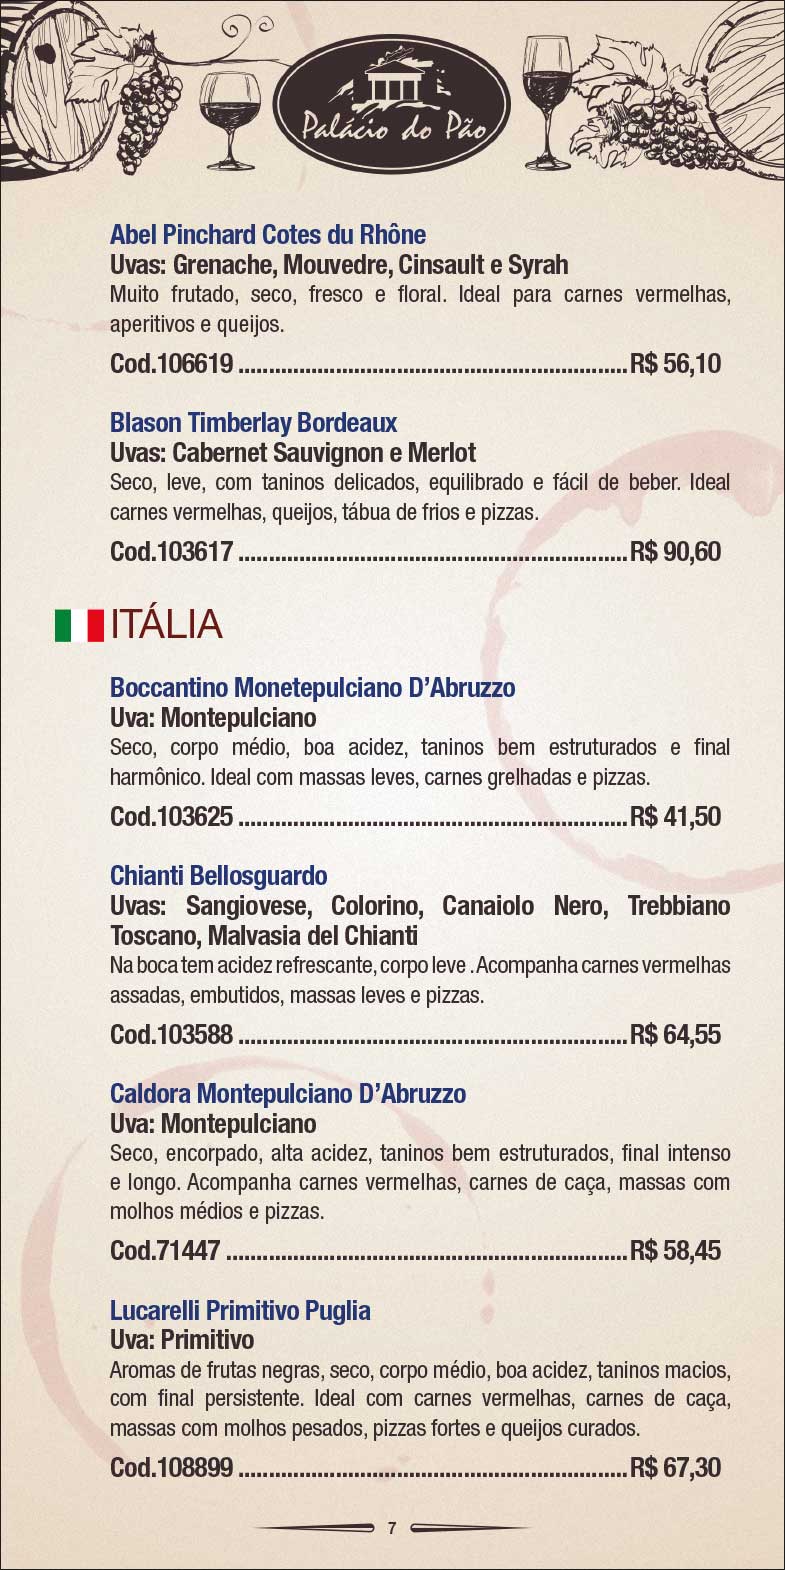 Palácio do Pão
Abel Pinchard Cotes du Rhône
Uvas: Grenache, Mouvedre, Cinsault e Syrah
Muito frutado, seco, fresco e floral. Ideal para carnes vermelhas,
aperitivos e queijos.
Cod.106619 ................................................................ R$ 56,10
Blason Timberlay Bordeaux
Uvas: Cabernet Sauvignon e Merlot
Seco, leve, com taninos delicados, equilibrado e fácil de beber. Ideal
carnes vermelhas, queijos, tábua de frios e pizzas.
Cod.103617 ................................................................ R$ 90,60
ITÁLIA
Boccantino Monetepulciano D’Abruzzo
Uva: Montepulciano
Seco, corpo médio, boa acidez, taninos bem estruturados e final
harmônico. Ideal com massas leves, carnes grelhadas e pizzas.
Cod.103625 ................................................................ R$ 41,50
Chianti Bellosguardo
Uvas: Sangiovese, Colorino, Canaiolo Nero, Trebbiano
Toscano, Malvasia del Chianti
Na boca tem acidez refrescante, corpo leve . Acompanha carnes vermelhas
assadas, embutidos, massas leves e pizzas.
Cod.103588 ................................................................ R$ 64,55
Caldora Montepulciano D’Abruzzo
Uva: Montepulciano
Seco, encorpado, alta acidez, taninos bem estruturados, final intenso
e longo. Acompanha carnes vermelhas, carnes de caça, massas com
molhos médios e pizzas.
Cod.71447 .................................................................. R$ 58,45
Lucarelli Primitivo Puglia
Uva: Primitivo
Aromas de frutas negras, seco, corpo médio, boa acidez, taninos macios,
com final persistente. Ideal com carnes vermelhas, carnes de caça,
massas com molhos pesados, pizzas fortes e queijos curados.
Cod.108899 ................................................................ R$ 67,30
7